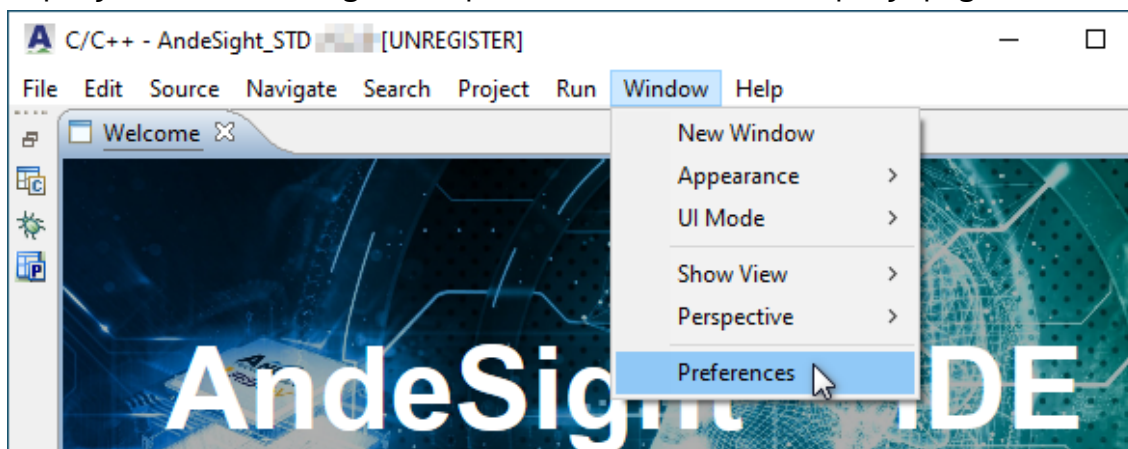 C/C++ - AndeSight_STD [UNREGISTER]
File Edit Source Navigate Search Project Run Window Help
Welcome
New Window
Appearance
UI Mode
Show View
Perspective
Preferences
AndeSight IDE